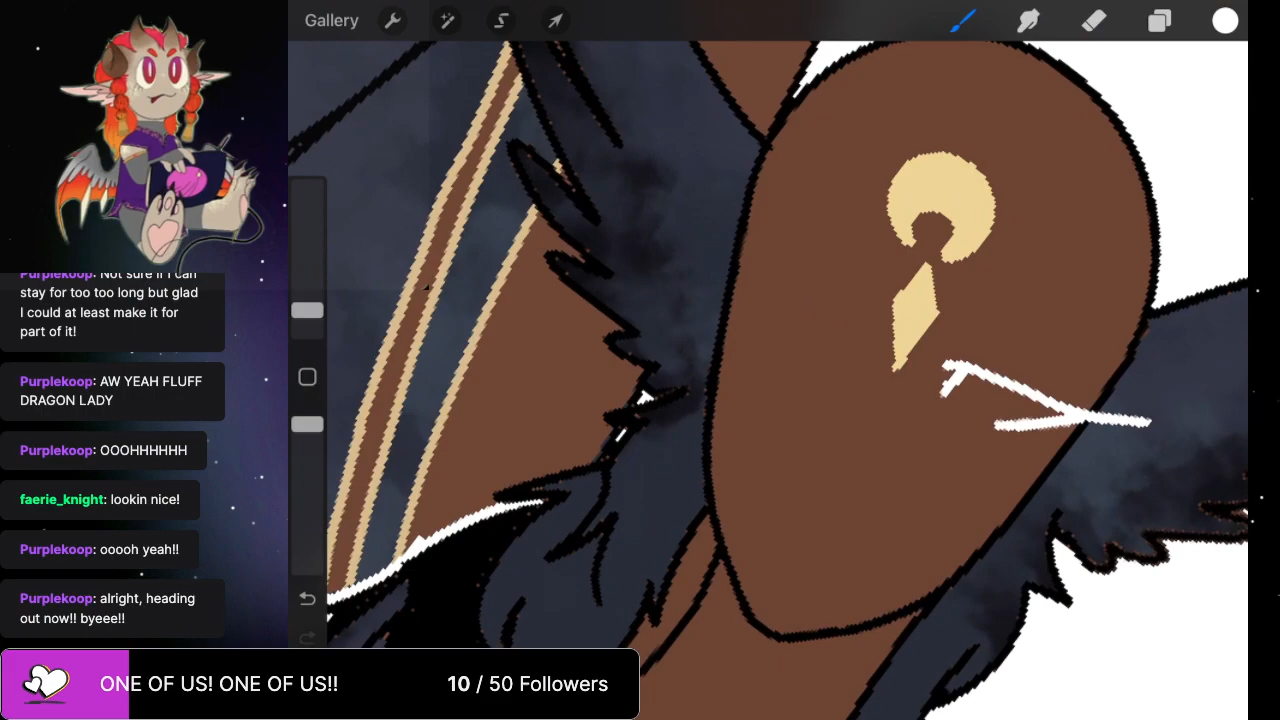 Gallery
Purplekoop: Not sure if I can
stay for too too long but glad
I could at least make it for
part of it!
Purplekoop: AW YEAH FLUFF
DRAGON LADY
Purplekoop: OOOHHHHHH
faerie_knight: lookin nice!
Purplekoop: ooooh yeah!!
Purplekoop: alright, heading
out now!! byeee!!
ONE OF US! ONE OF US!! 10 / 50 Followers